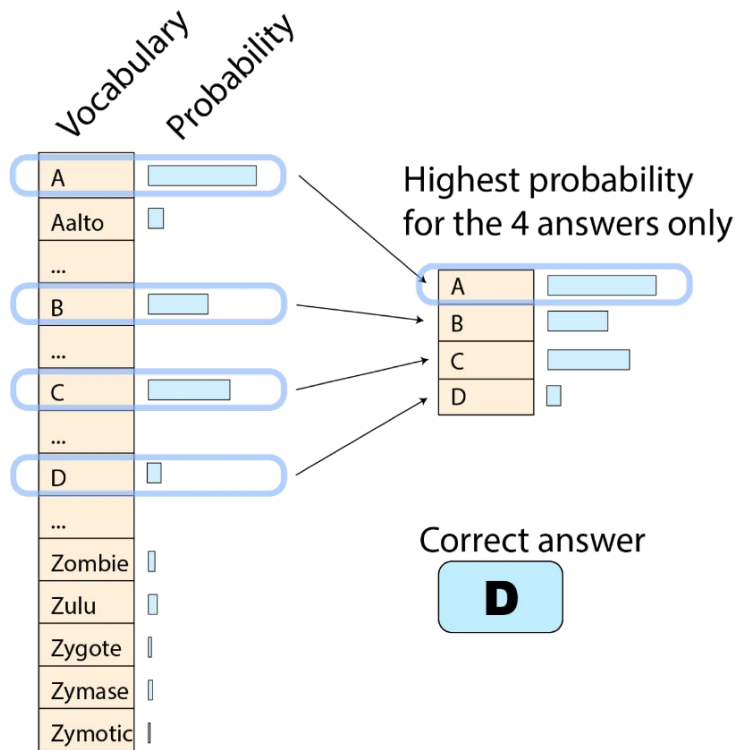 Vocabulary
Probability
A
Aalto
...
B
...
C
...
D
...
Zombie
Zulu
Zygote
Zymase
Zymotic
Highest probability
for the 4 answers only
A
B
C
D
Correct answer
D